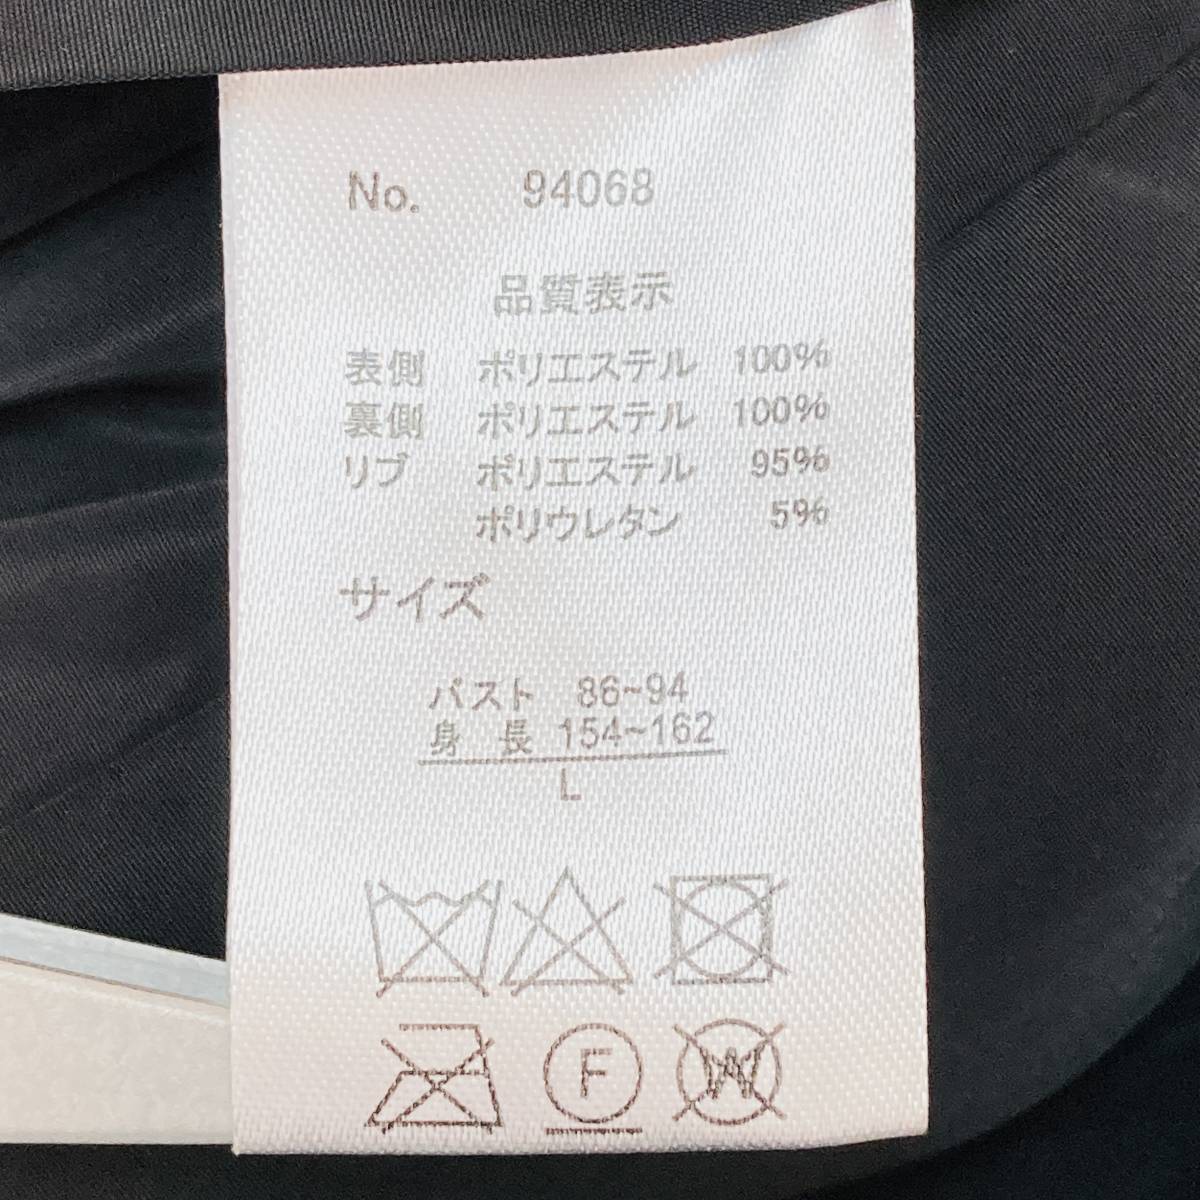 No. 94068
品質表示
表側 ポリエステル 100%
裏側 ポリエステル 100%
リブ ポリエステル 95%
ポリウレタン 5%
サイズ
バスト 86~94
身 長 154~162
L
F W